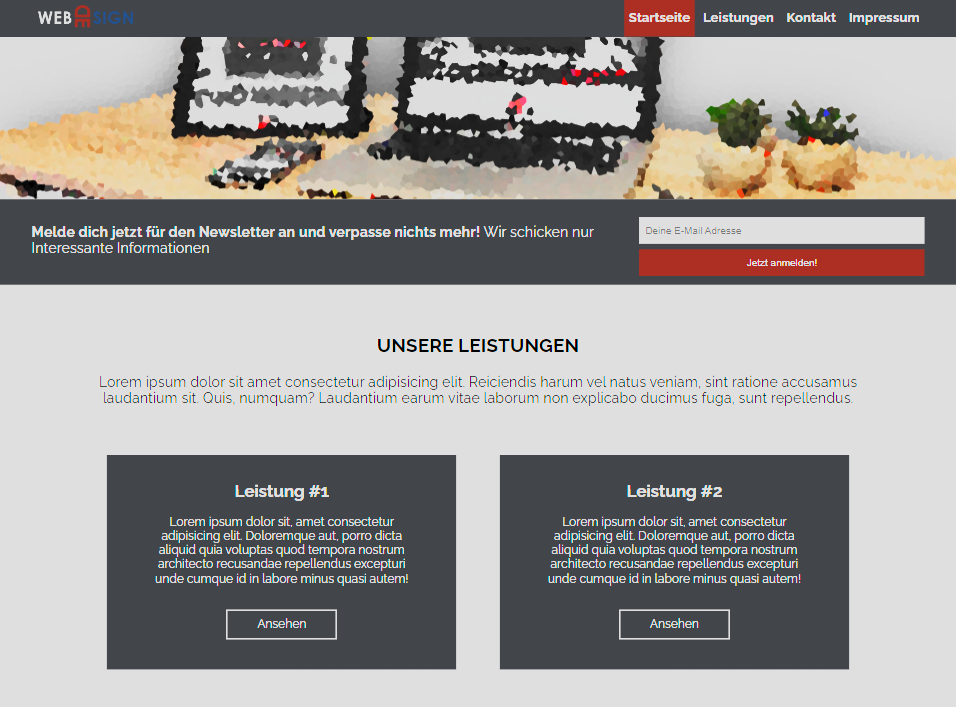 WEB DESIGN
Startseite Leistungen Kontakt Impressum
Melde dich jetzt für den Newsletter an und verpasse nichts mehr! Wir schicken nur
Interessante Informationen
Deine E-Mail Adresse
Jetzt anmelden!
UNSERE LEISTUNGEN
Lorem ipsum dolor sit amet consectetur adipisicing elit. Reiciendis harum vel natus veniam, sint ratione accusamus
laudantium sit. Quis, numquam? Laudantium earum vitae laborum non explicabo ducimus fuga, sunt repellendus.
Leistung #1
Lorem ipsum dolor sit, amet consectetur
adipisicing elit. Doloremque aut, porro dicta
aliquid quia voluptas quod tempora nostrum
architecto recusandae repellendus excepturi
unde cumque id in labore minus quasi autem!
Ansehen
Leistung #2
Lorem ipsum dolor sit, amet consectetur
adipisicing elit. Doloremque aut, porro dicta
aliquid quia voluptas quod tempora nostrum
architecto recusandae repellendus excepturi
unde cumque id in labore minus quasi autem!
Ansehen